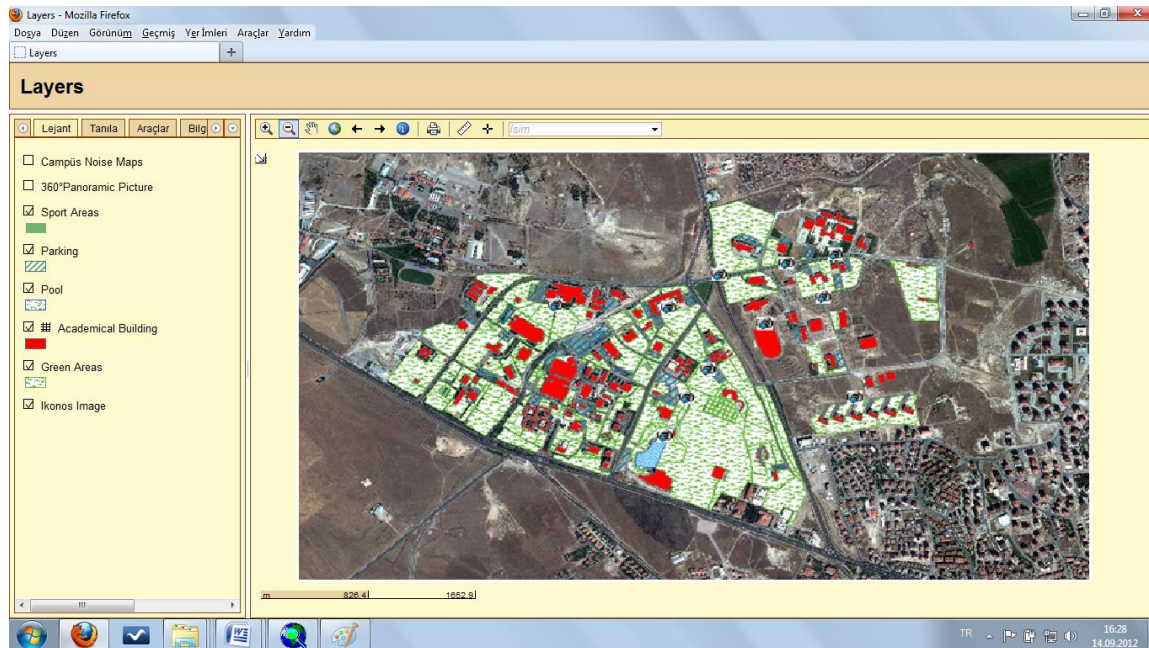 Layers - Mozilla Firefox
Dosya Düzen Görünüm Geçmiş Yer İmleri Araçlar Yardım
Layers
Layers
Lejant Tanıla Araçlar Bilg
İsim
Campüs Noise Maps
360°Panoramic Picture
Sport Areas
Parking
Pool
Academical Building
Green Areas
Ikonos Image
m 826.4 1652.9
TR
16:28
14.09.2012